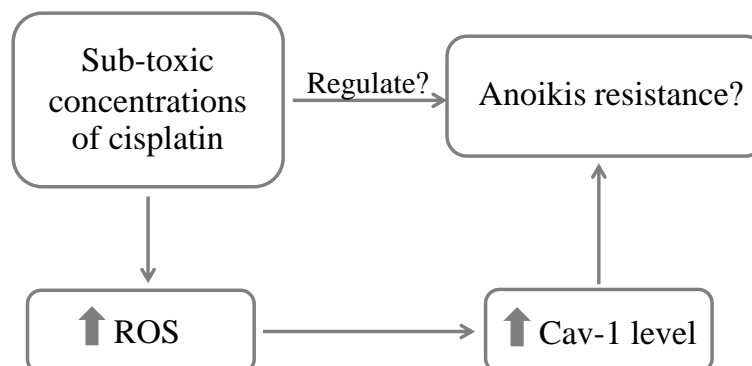 Sub-toxic
concentrations
of cisplatin
Regulate?
Anoikis resistance?
ROS
Cav-1 level